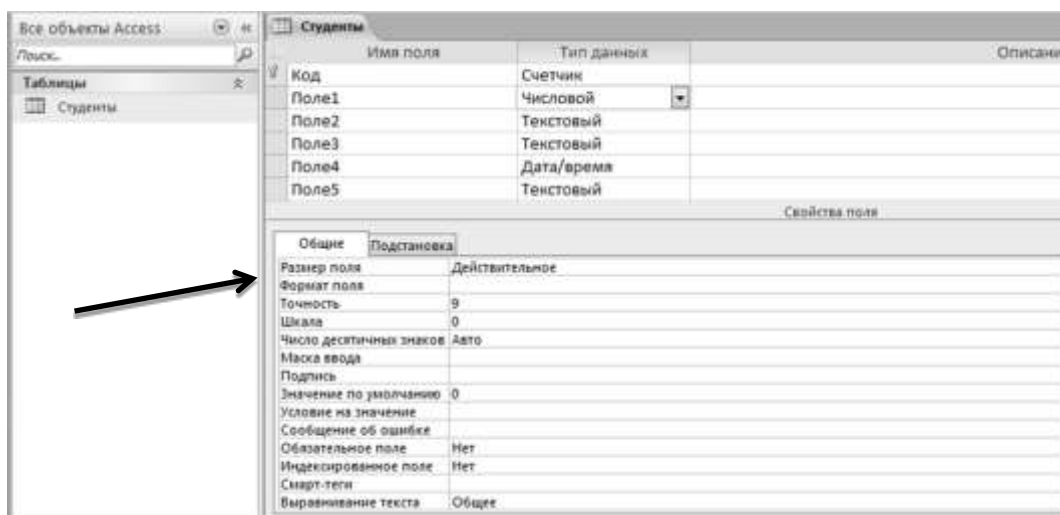 Все объекты Access
Поиск...
Таблицы
Студенты
Студенты
Имя поля Тип данных Описани
Код Счетчик
Поле1 Числовой
Поле2 Текстовый
Поле3 Текстовый
Поле4 Дата/время
Поле5 Текстовый
Свойства поля
Общие Подстановка
Размер поля Действительное
Формат поля
Точность 9
Шкала 0
Число десятичных знаков Авто
Маска ввода
Подпись
Значение по умолчанию 0
Условие на значение
Сообщение об ошибке
Обязательное поле Нет
Индексированное поле Нет
Смарт-теги
Выравнивание текста Общее